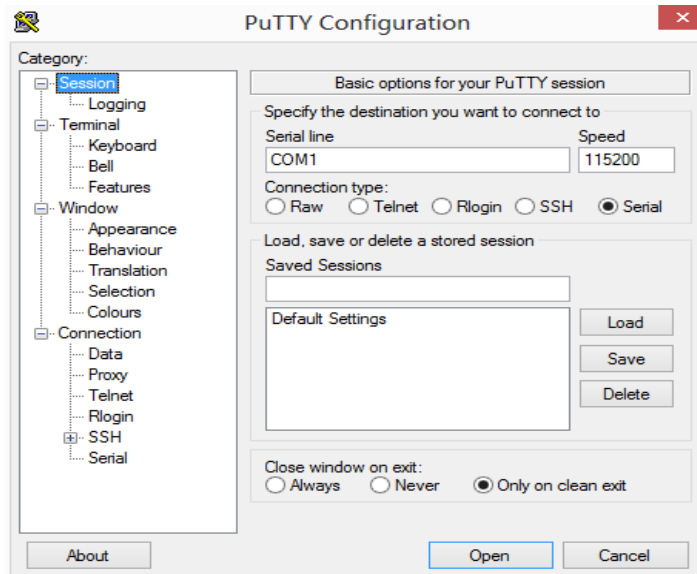 PuTTY Configuration
Category:
Session
Logging
Terminal
Keyboard
Bell
Features
Window
Appearance
Behaviour
Translation
Selection
Colours
Connection
Data
Proxy
Telnet
Rlogin
SSH
Serial
Basic options for your PuTTY session
Specify the destination you want to connect to
Serial line Speed
COM1 115200
Connection type:
Raw Telnet Rlogin SSH Serial
Load, save or delete a stored session
Saved Sessions
Default Settings
Load
Save
Delete
Close window on exit:
Always Never Only on clean exit
About Open Cancel